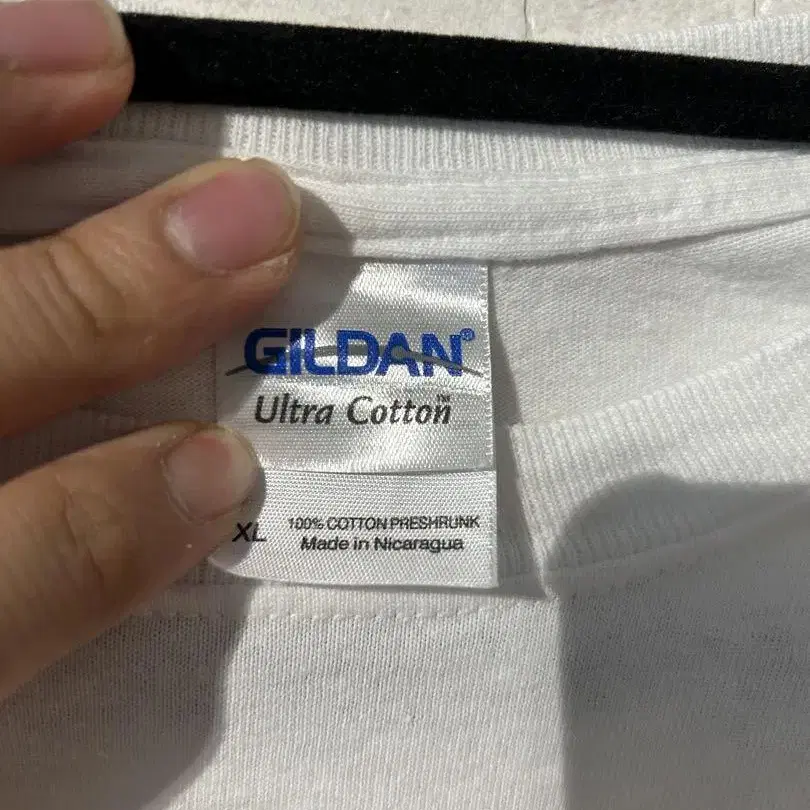 GILDAN®
Ultra Cotton™
XL 100% COTTON PRESHRUNK
Made in Nicaragua